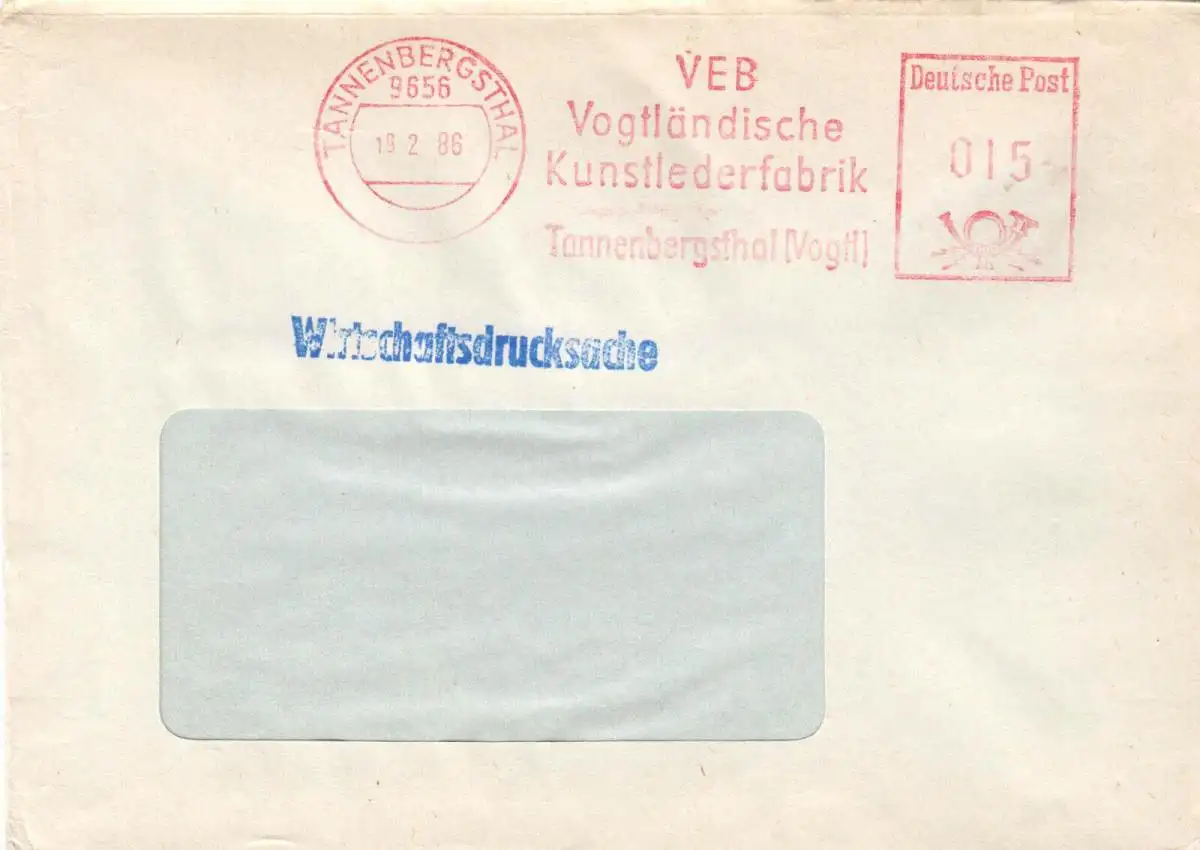 TANNENBERGSTHAL
9656
19 2 86
VEB
Vogtländische
Kunstlederfabrik
Tannenbergsthal (Vogtl)
Deutsche Post
015
Wirtschaftsdrucksache